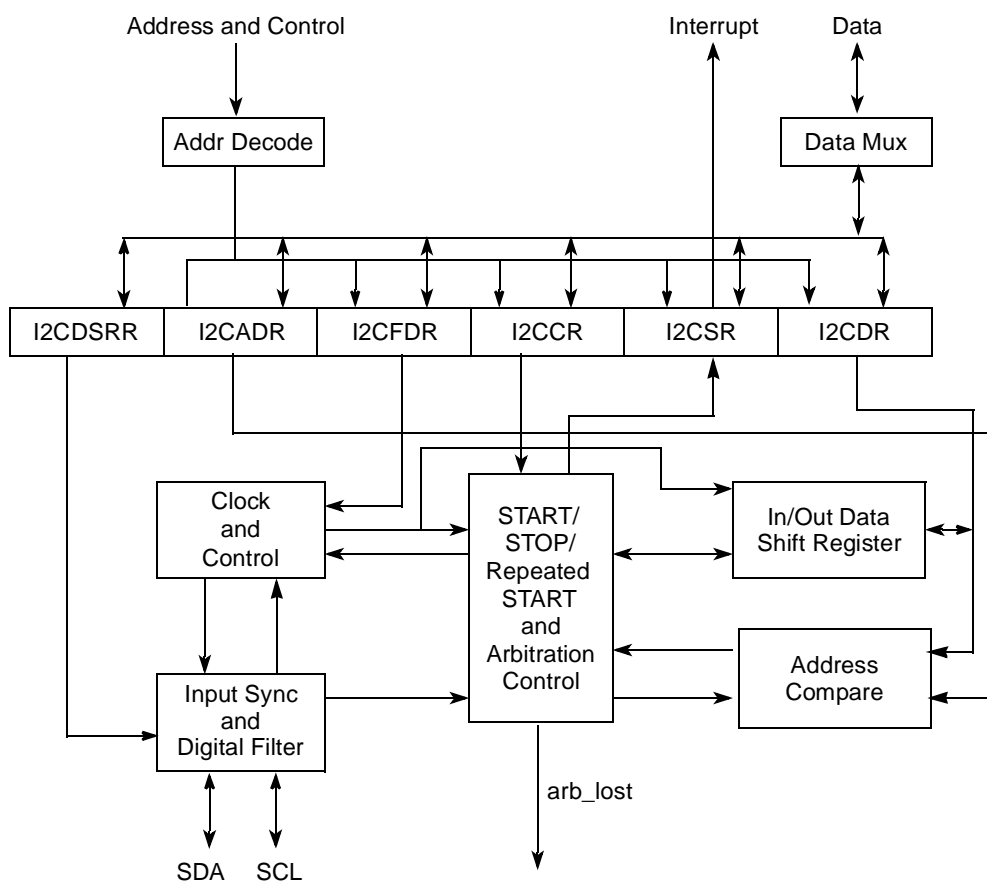 Address and Control
Interrupt
Data
Addr Decode
Data Mux
I2CDSRR
I2CADR
I2CFDR
I2CCR
I2CSR
I2CDR
Clock
and
Control
START/
STOP/
Repeated
START
and
Arbitration
Control
In/Out Data
Shift Register
Input Sync
and
Digital Filter
Address
Compare
arb_lost
SDA
SCL